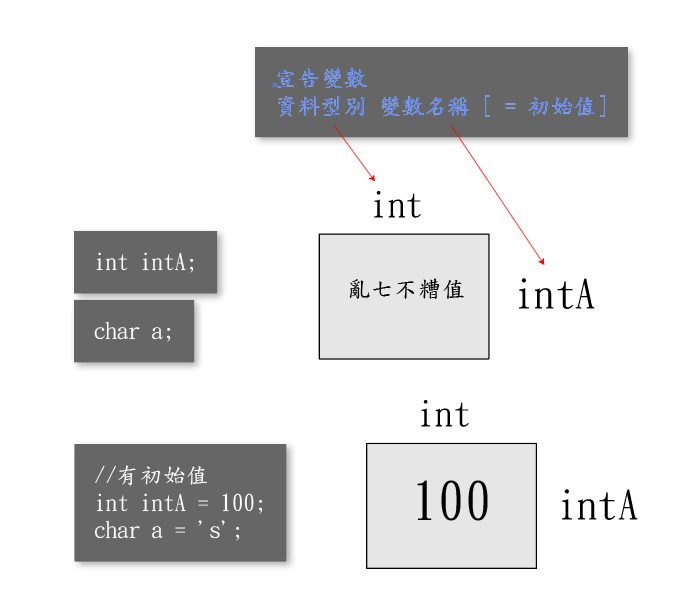 宣告變數
資料型別 變數名稱 [ = 初始值]
int
int intA;
亂七不糟值
intA
char a;
int
//有初始值
int intA = 100;
char a = 's';
100
intA